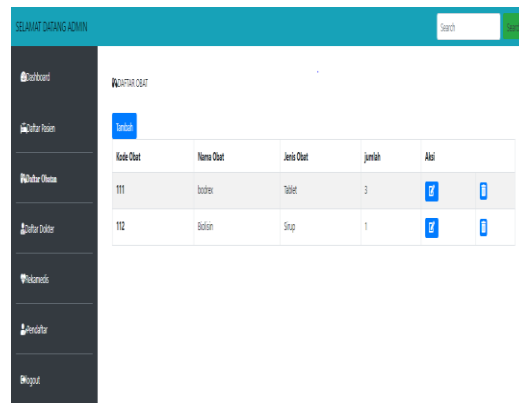 SELAMAT DATANG ADMIN
Search
Search
Dashboard
Daftar Pasien
Daftar Obatan
Daftar Dokter
Rekamedis
Pendaftar
logout
DAFTAR OBAT
Tambah
Kode Obat Nama Obat Jenis Obat jumlah Aksi
111 bodrex Tablet 3
112 Biolisin Sirup 1